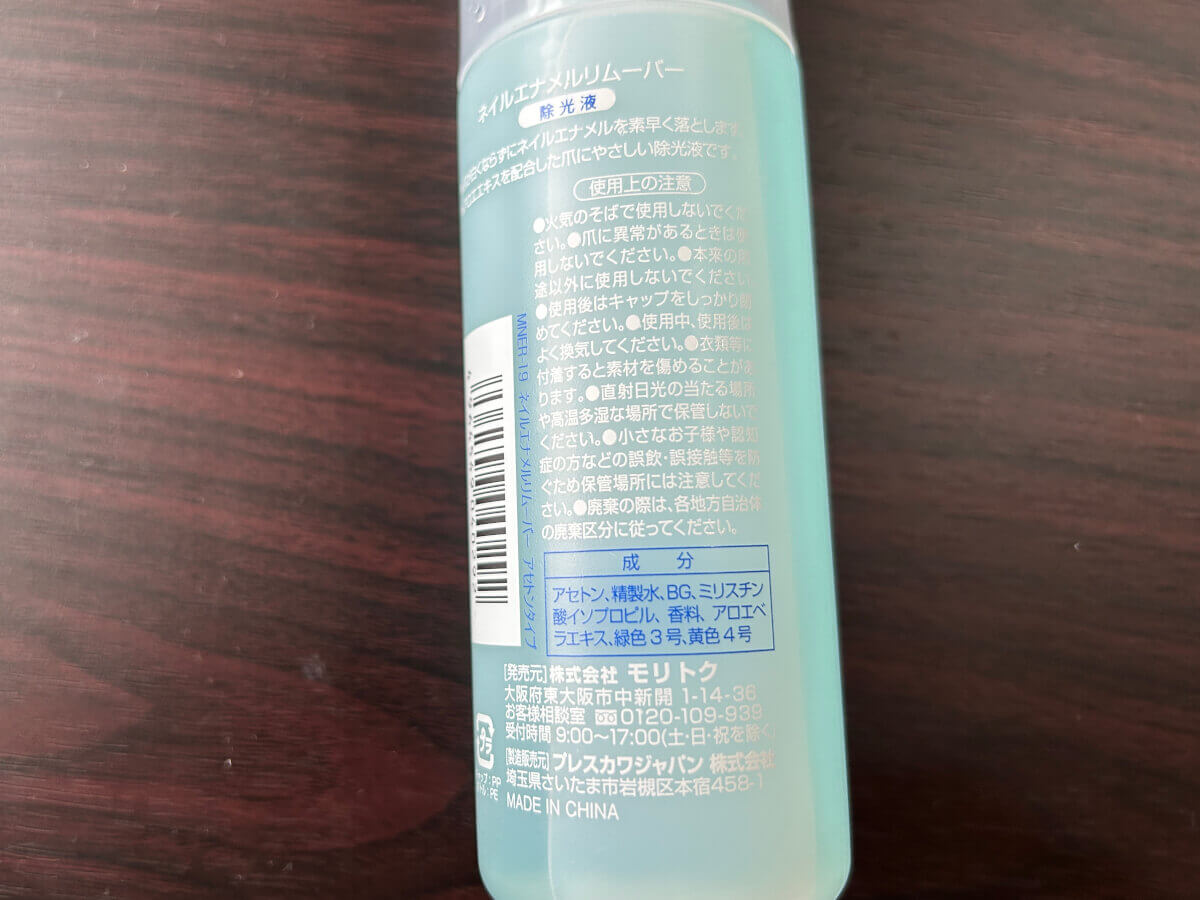 ネイルエナメルリムーバー
除光液
くならずにネイルエナメルを素早く落とします
エキスを配合した爪にやさしい除光液です。
使用上の注意
●火気のそばで使用しないでくだ
さい。●爪に異常があるときは使
用しないでください。●本来の用
途以外に使用しないでください
●使用後はキャップをしっかり閉
めてください。●使用中、使用後は
よく換気してください。●衣類等に
付着すると素材を傷めることがあ
ります。●直射日光の当たる場所
や高温多湿な場所で保管しないで
ください。●小さなお子様や認知
症の方などの誤飲・誤接触等を防
ぐため保管場所には注意してくだ
さい。●廃棄の際は、各地方自治体
の廃棄区分に従ってください。
MNER-19 ネイルエナメルリムーバー アセトンタイプ
成 分
アセトン、精製水、BG、ミリスチン
酸イソプロピル、香料、アロエベ
ラエキス、緑色3号、黄色4号
[発売元]株式会社 モリトク
大阪府東大阪市中新開 1-14-36
お客様相談室 0120-109-939
受付時間 9:00〜17:00(土・日・祝を除く)
[製造販売元]プレスカワジャパン 株式会社
埼玉県さいたま市岩槻区本宿458-1
MADE IN CHINA
プラ
ャップ:PP
トル:PE